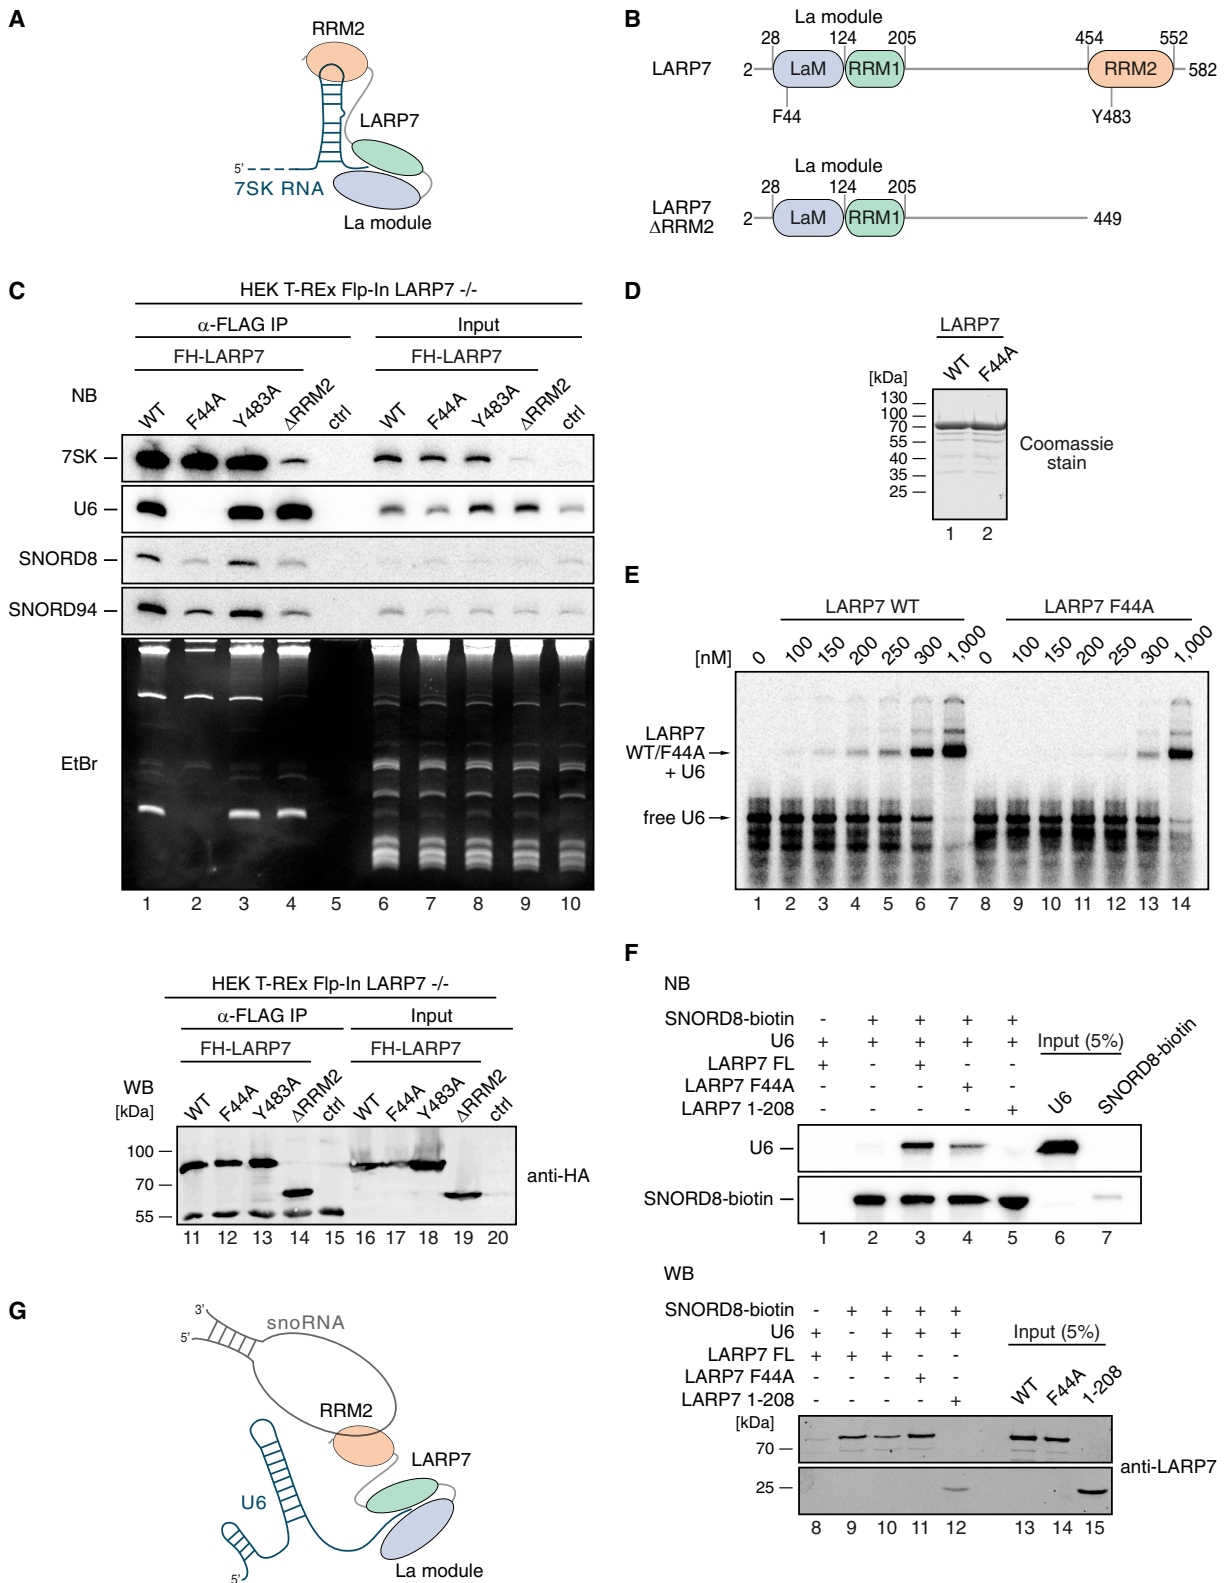 A
RRM2
LARP7
5'
7SK RNA
La module
B
La module
28 124 205 454 552
LARP7 2 LaM RRM1 RRM2 582
F44 Y483
La module
28 124 205
LARP7
ΔRRM2
2 LaM RRM1 449
C
HEK T-REx Flp-In LARP7 -/-
α-FLAG IP Input
FH-LARP7 FH-LARP7
NB
WT F44A Y483A ΔRRM2 ctrl WT F44A Y483A ΔRRM2 ctrl
7SK
U6
SNORD8
SNORD94
EtBr
1 2 3 4 5 6 7 8 9 10
HEK T-REx Flp-In LARP7 -/-
α-FLAG IP Input
FH-LARP7 FH-LARP7
WB
[kDa]
WT F44A Y483A ΔRRM2 ctrl WT F44A Y483A ΔRRM2 ctrl
100
70
55
anti-HA
11 12 13 14 15 16 17 18 19 20
D
LARP7
WT F44A
[kDa]
130
100
70
55
40
35
25
Coomassie
stain
1 2
E
LARP7 WT LARP7 F44A
[nM] 0 100 150 200 250 300 1,000 0 100 150 200 250 300 1,000
LARP7
WT/F44A
+ U6
free U6
1 2 3 4 5 6 7 8 9 10 11 12 13 14
F
NB
SNORD8-biotin - + + + +
U6 + + + + +
LARP7 FL + - + - -
LARP7 F44A - - - + -
LARP7 1-208 - - - - +
Input (5%)
U6 SNORD8-biotin
U6
SNORD8-biotin
1 2 3 4 5 6 7
WB
SNORD8-biotin - + + + +
U6 + - + + +
LARP7 FL + + + - -
LARP7 F44A - - - + -
LARP7 1-208 - - - - +
Input (5%)
WT F44A 1-208
[kDa]
70
25
anti-LARP7
8 9 10 11 12 13 14 15
G
3'
5'
snoRNA
RRM2
LARP7
U6
La module
5'